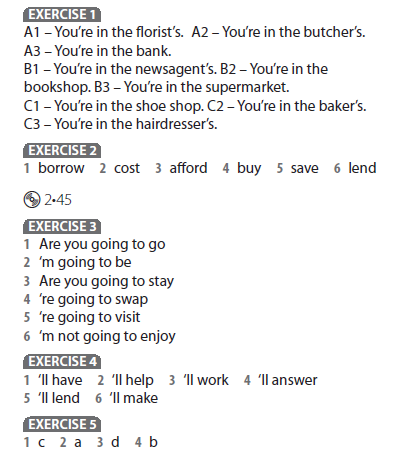 EXERCISE 1
A1 – You're in the florist's. A2 – You're in the butcher's.
A3 – You're in the bank.
B1 – You're in the newsagent's. B2 – You're in the
bookshop. B3 – You're in the supermarket.
C1 – You're in the shoe shop. C2 – You're in the baker's.
C3 – You're in the hairdresser's.
EXERCISE 2
1 borrow 2 cost 3 afford 4 buy 5 save 6 lend
2•45
EXERCISE 3
1 Are you going to go
2 'm going to be
3 Are you going to stay
4 're going to swap
5 're going to visit
6 'm not going to enjoy
EXERCISE 4
1 'll have 2 'll help 3 'll work 4 'll answer
5 'll lend 6 'll make
EXERCISE 5
1 c 2 a 3 d 4 b